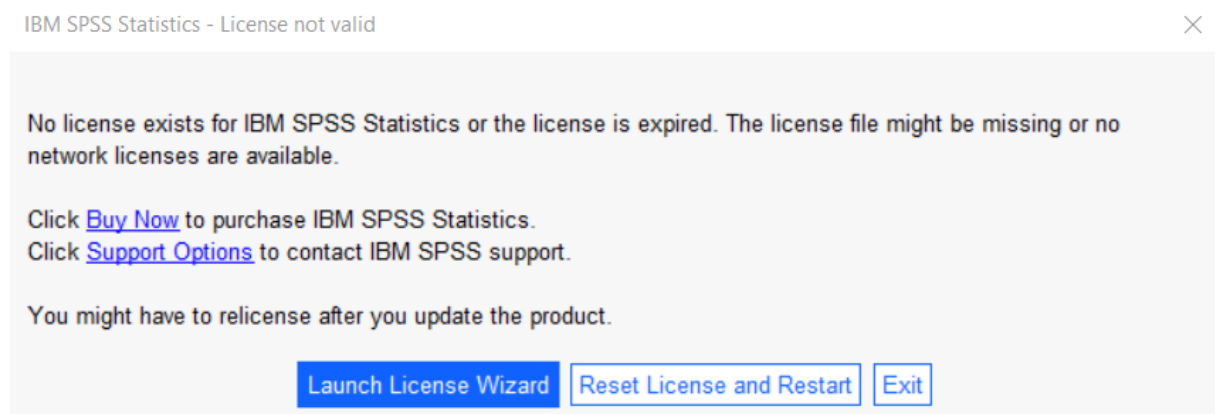 IBM SPSS Statistics - License not valid
No license exists for IBM SPSS Statistics or the license is expired. The license file might be missing or no
network licenses are available.
Click Buy Now to purchase IBM SPSS Statistics.
Click Support Options to contact IBM SPSS support.
You might have to relicense after you update the product.
Launch License Wizard Reset License and Restart Exit